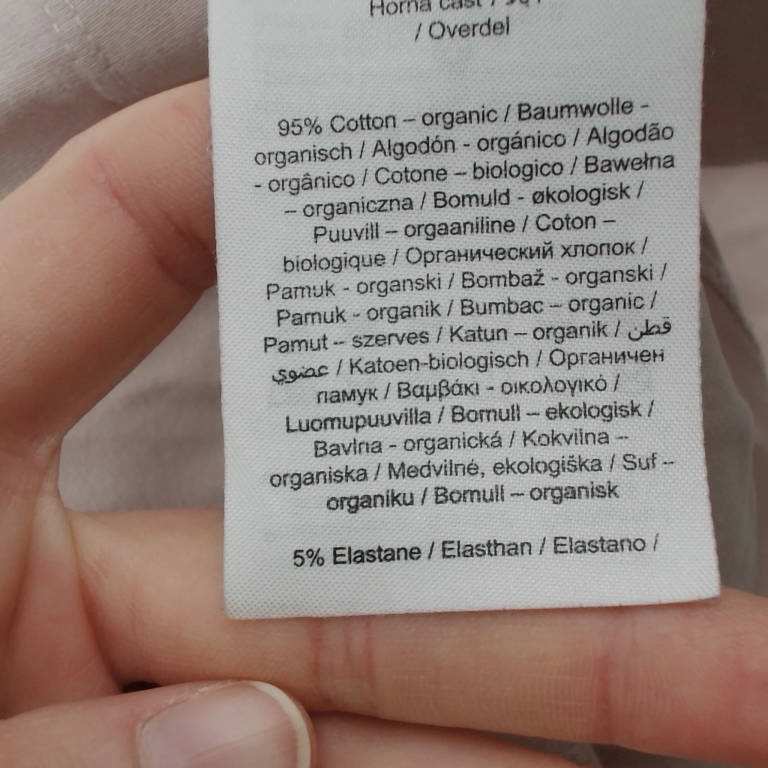 Horná časť /
/ Overdel
95% Cotton – organic / Baumwolle -
organisch / Algodón - orgánico / Algodão
- orgânico / Cotone – biologico / Bawełna
– organiczna / Bomuld - økologisk /
Puuvill – orgaaniline / Coton –
biologique / Органический хлопок /
Pamuk - organski / Bombaž - organski /
Pamuk - organik / Bumbac – organic /
Pamut – szerves / Katun – organik / قطن
عضوي / Katoen-biologisch / Органичен
памук / Βαμβάκι - οικολογικό /
Luomupuuvilla / Bomull – ekologisk /
Bavlna - organická / Kokvilna –
organiska / Medvilnė, ekologiška / Suf –
organiku / Bomull – organisk
5% Elastane / Elasthan / Elastano /